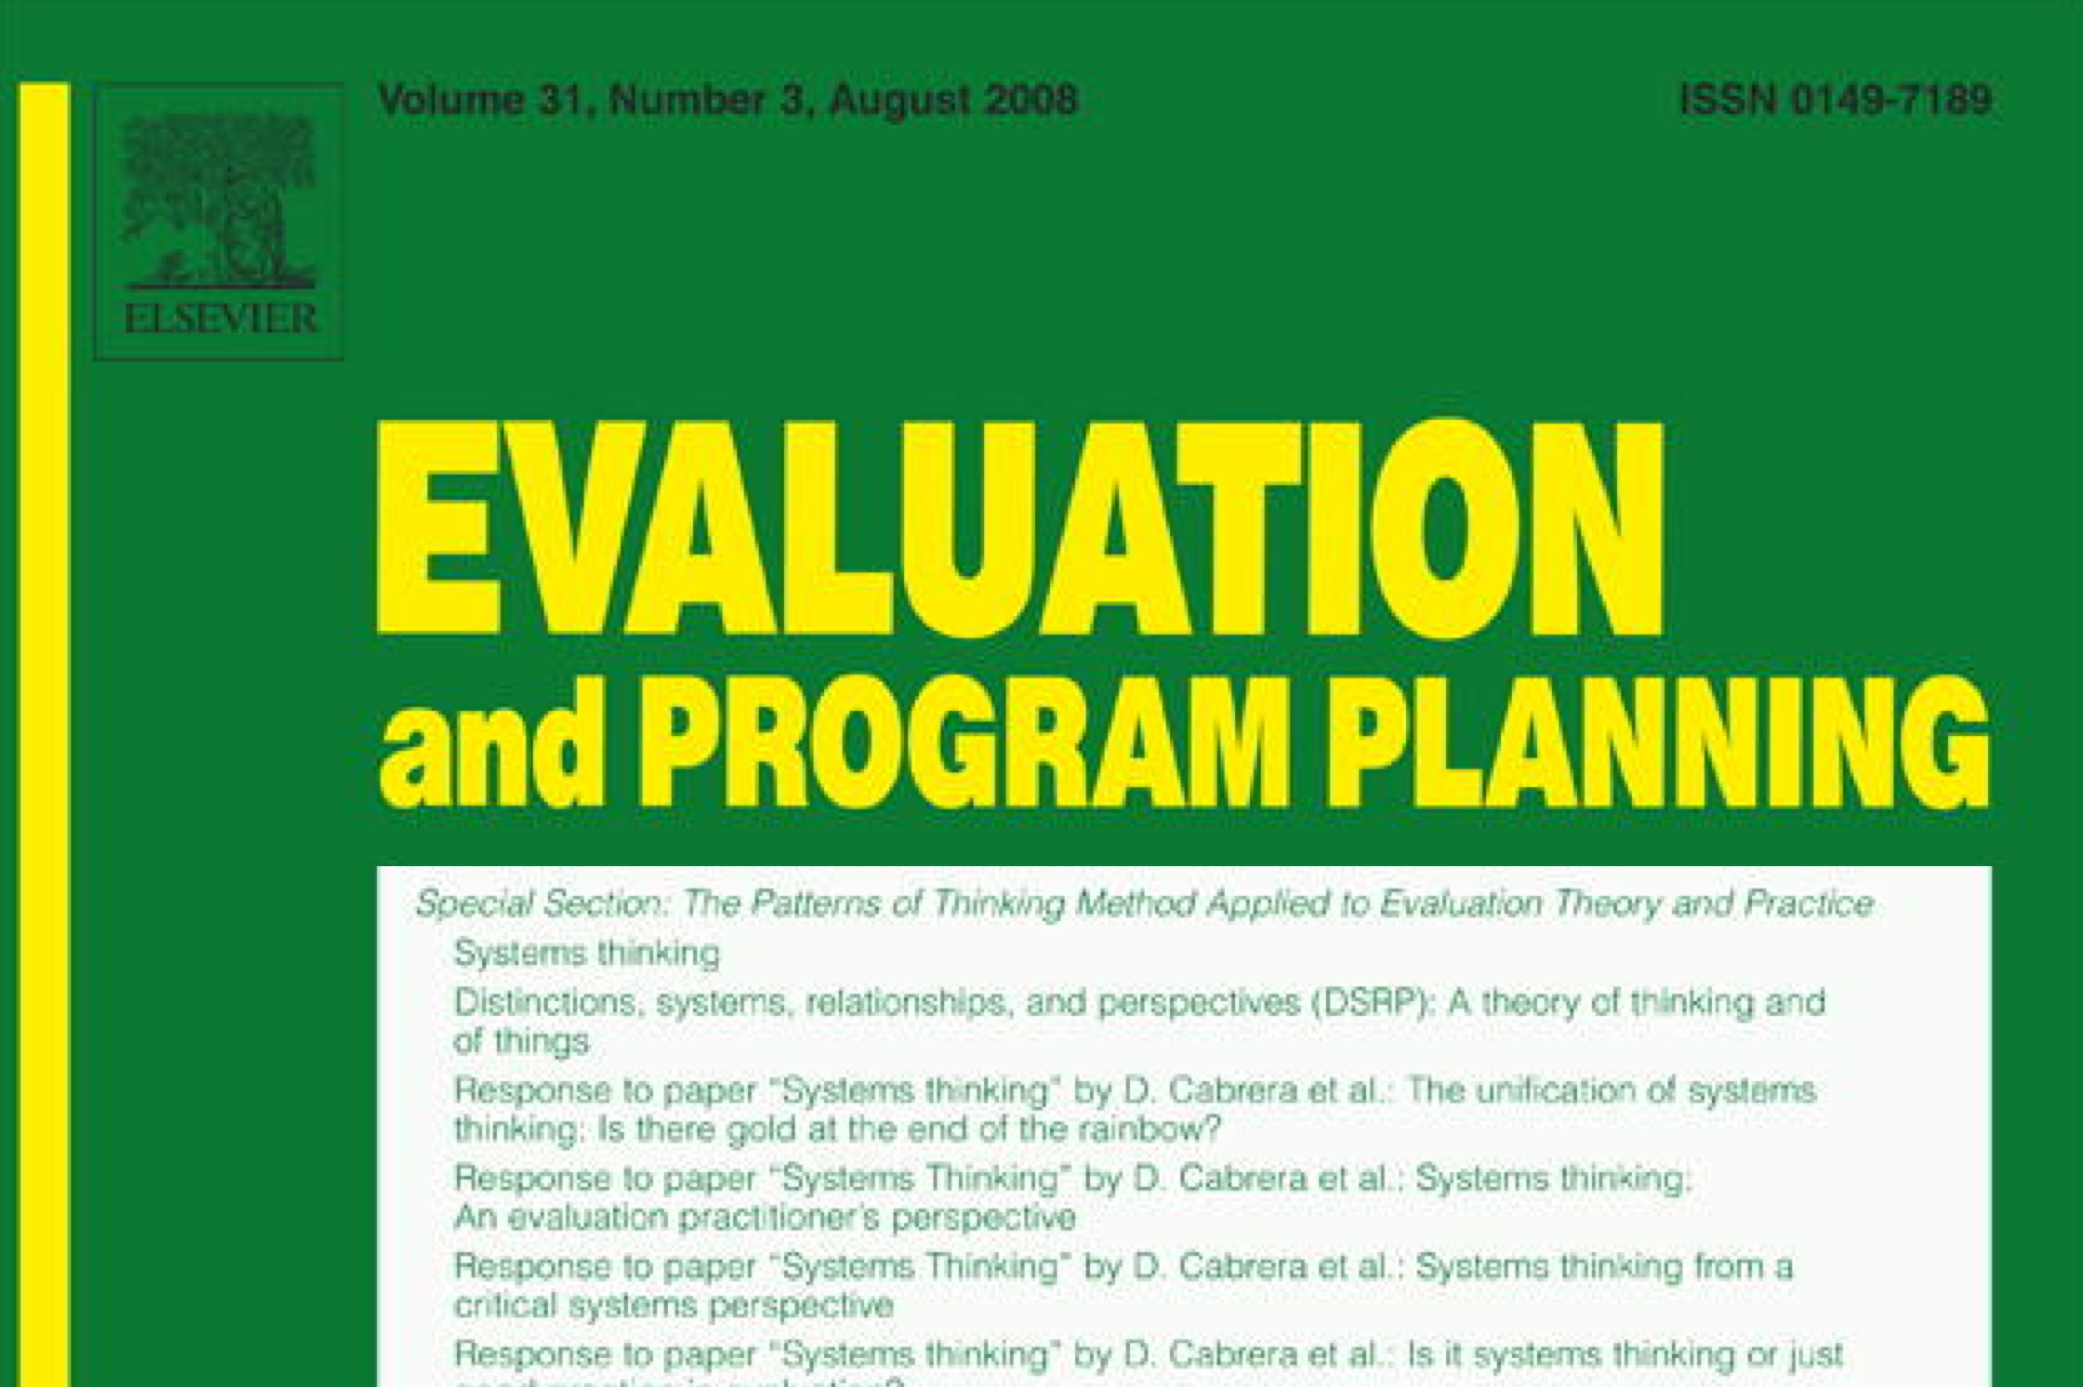 Volume 31, Number 3, August 2008
ISSN 0149-7189
ELSEVIER
EVALUATION
and PROGRAM PLANNING
Special Section: The Patterns of Thinking Method Applied to Evaluation Theory and Practice
Systems thinking
Distinctions, systems, relationships, and perspectives (DSRP): A theory of thinking and
of things
Response to paper "Systems thinking" by D. Cabrera et al.: The unification of systems
thinking: Is there gold at the end of the rainbow?
Response to paper "Systems Thinking" by D. Cabrera et al.: Systems thinking:
An evaluation practitioner's perspective
Response to paper "Systems Thinking" by D. Cabrera et al.: Systems thinking from a
critical systems perspective
Response to paper "Systems thinking" by D. Cabrera et al.: Is it systems thinking or just